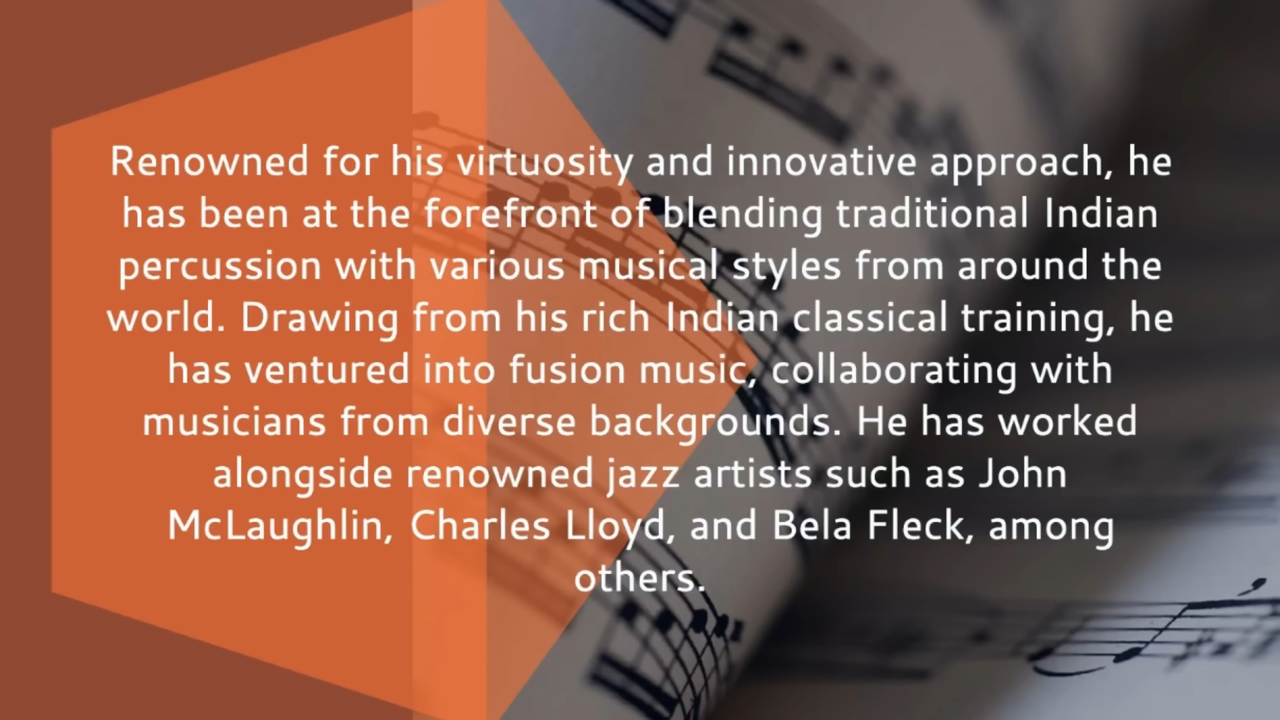 Renowned for his virtuosity and innovative approach, he
has been at the forefront of blending traditional Indian
percussion with various musical styles from around the
world. Drawing from his rich Indian classical training, he
has ventured into fusion music, collaborating with
musicians from diverse backgrounds. He has worked
alongside renowned jazz artists such as John
McLaughlin, Charles Lloyd, and Bela Fleck, among
others.